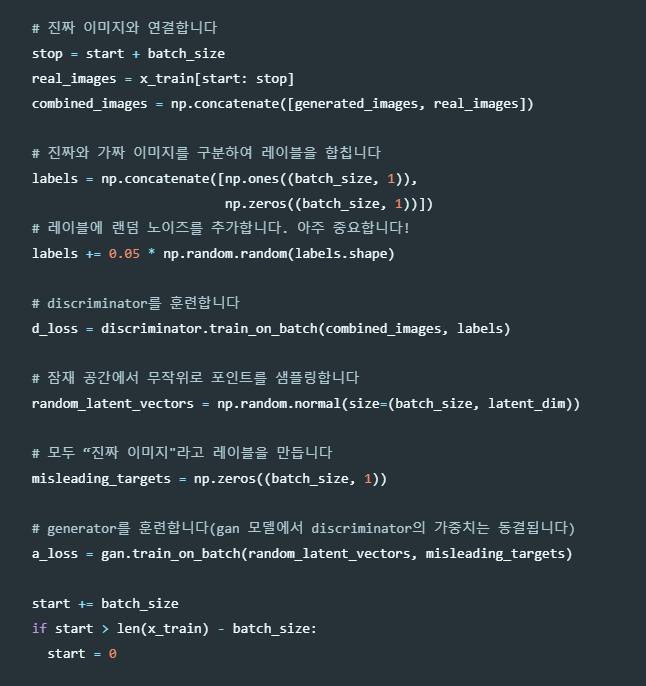 # 진짜 이미지와 연결합니다
stop = start + batch_size
real_images = x_train[start: stop]
combined_images = np.concatenate([generated_images, real_images])
# 진짜와 가짜 이미지를 구분하여 레이블을 합칩니다
labels = np.concatenate([np.ones((batch_size, 1)),
np.zeros((batch_size, 1))])
# 레이블에 랜덤 노이즈를 추가합니다. 아주 중요합니다!
labels += 0.05 * np.random.random(labels.shape)
# discriminator를 훈련합니다
d_loss = discriminator.train_on_batch(combined_images, labels)
# 잠재 공간에서 무작위로 포인트를 샘플링합니다
random_latent_vectors = np.random.normal(size=(batch_size, latent_dim))
# 모두 “진짜 이미지"라고 레이블을 만듭니다
misleading_targets = np.zeros((batch_size, 1))
# generator를 훈련합니다(gan 모델에서 discriminator의 가중치는 동결됩니다)
a_loss = gan.train_on_batch(random_latent_vectors, misleading_targets)
start += batch_size
if start > len(x_train) - batch_size:
start = 0